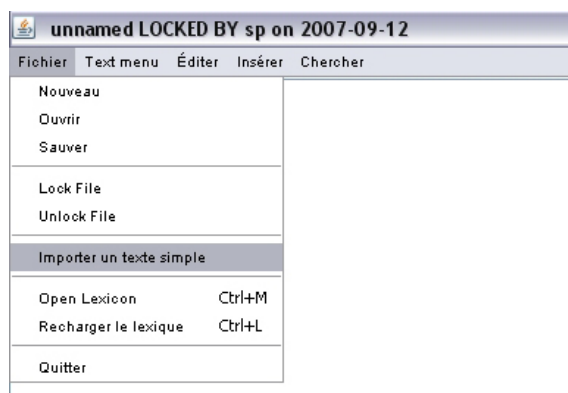 unnamed LOCKED BY sp on 2007-09-12
Fichier Text menu Éditer Insérer Chercher
Nouveau
Ouvrir
Sauver
Lock File
Unlock File
Importer un texte simple
Open Lexicon Ctrl+M
Recharger le lexique Ctrl+L
Quitter